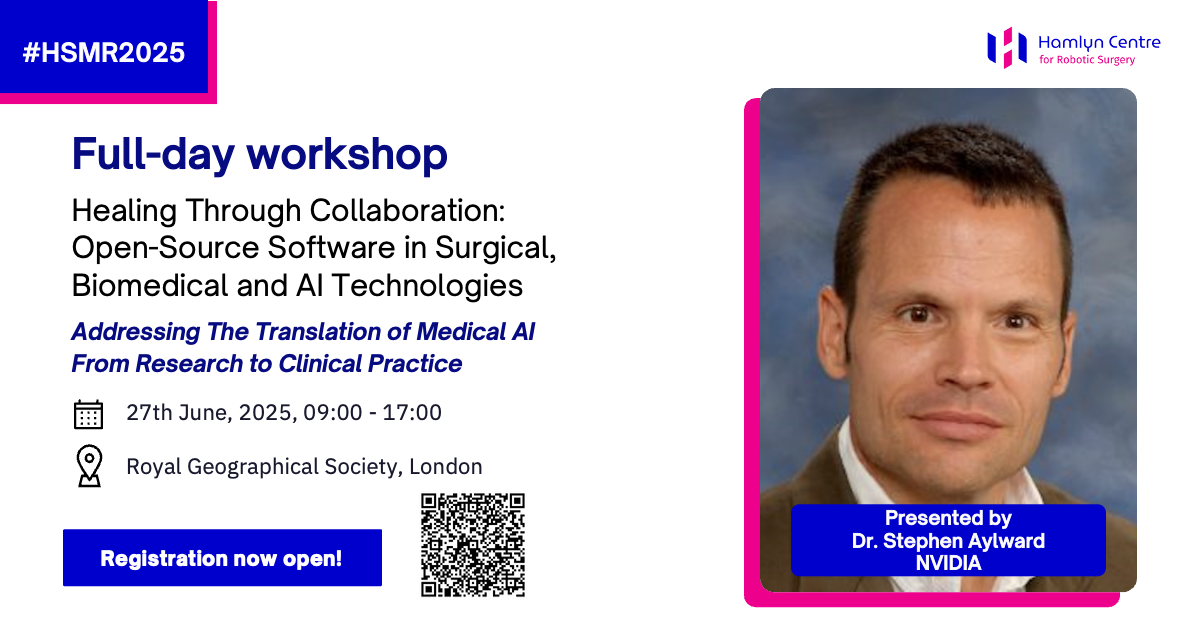 #HSMR2025
Hamlyn Centre
for Robotic Surgery
Full-day workshop
Healing Through Collaboration:
Open-Source Software in Surgical,
Biomedical and AI Technologies
Addressing The Translation of Medical AI
From Research to Clinical Practice
27th June, 2025, 09:00 - 17:00
Royal Geographical Society, London
Registration now open!
Presented by
Dr. Stephen Aylward
NVIDIA